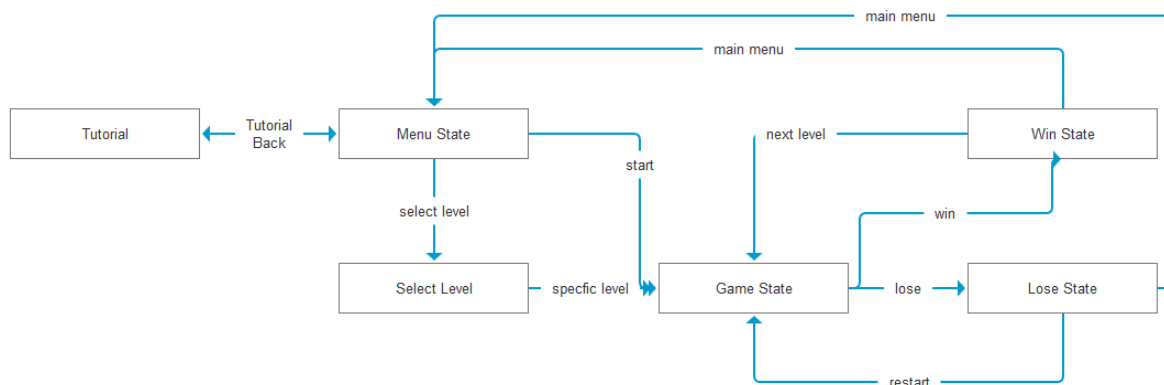 main menu
main menu
Tutorial
Tutorial
Back
Menu State
next level
Win State
start
select level
win
Select Level
specfic level
Game State
lose
Lose State
restart